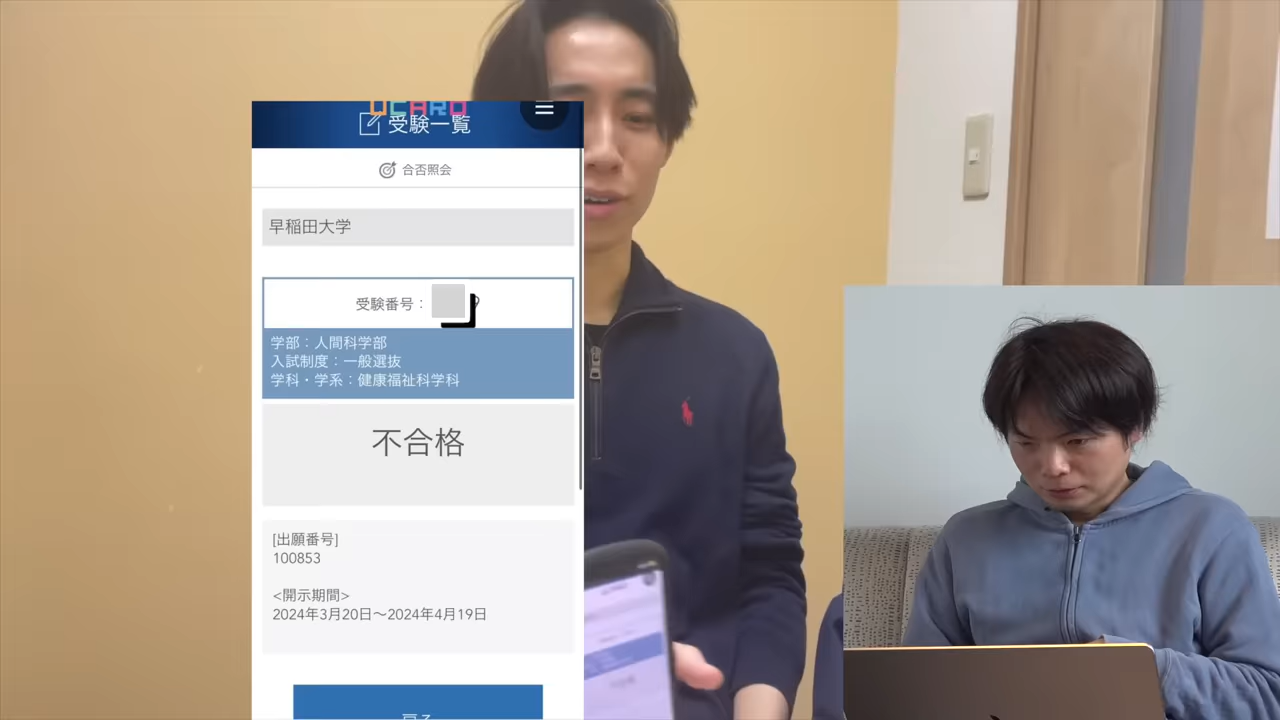 UCARO
受験一覧
合否照会
早稲田大学
受験番号：
学部：人間科学部
入試制度：一般選抜
学科・学系：健康福祉科学科
不合格
[出願番号]
100853
<開示期間>
2024年3月20日〜2024年4月19日